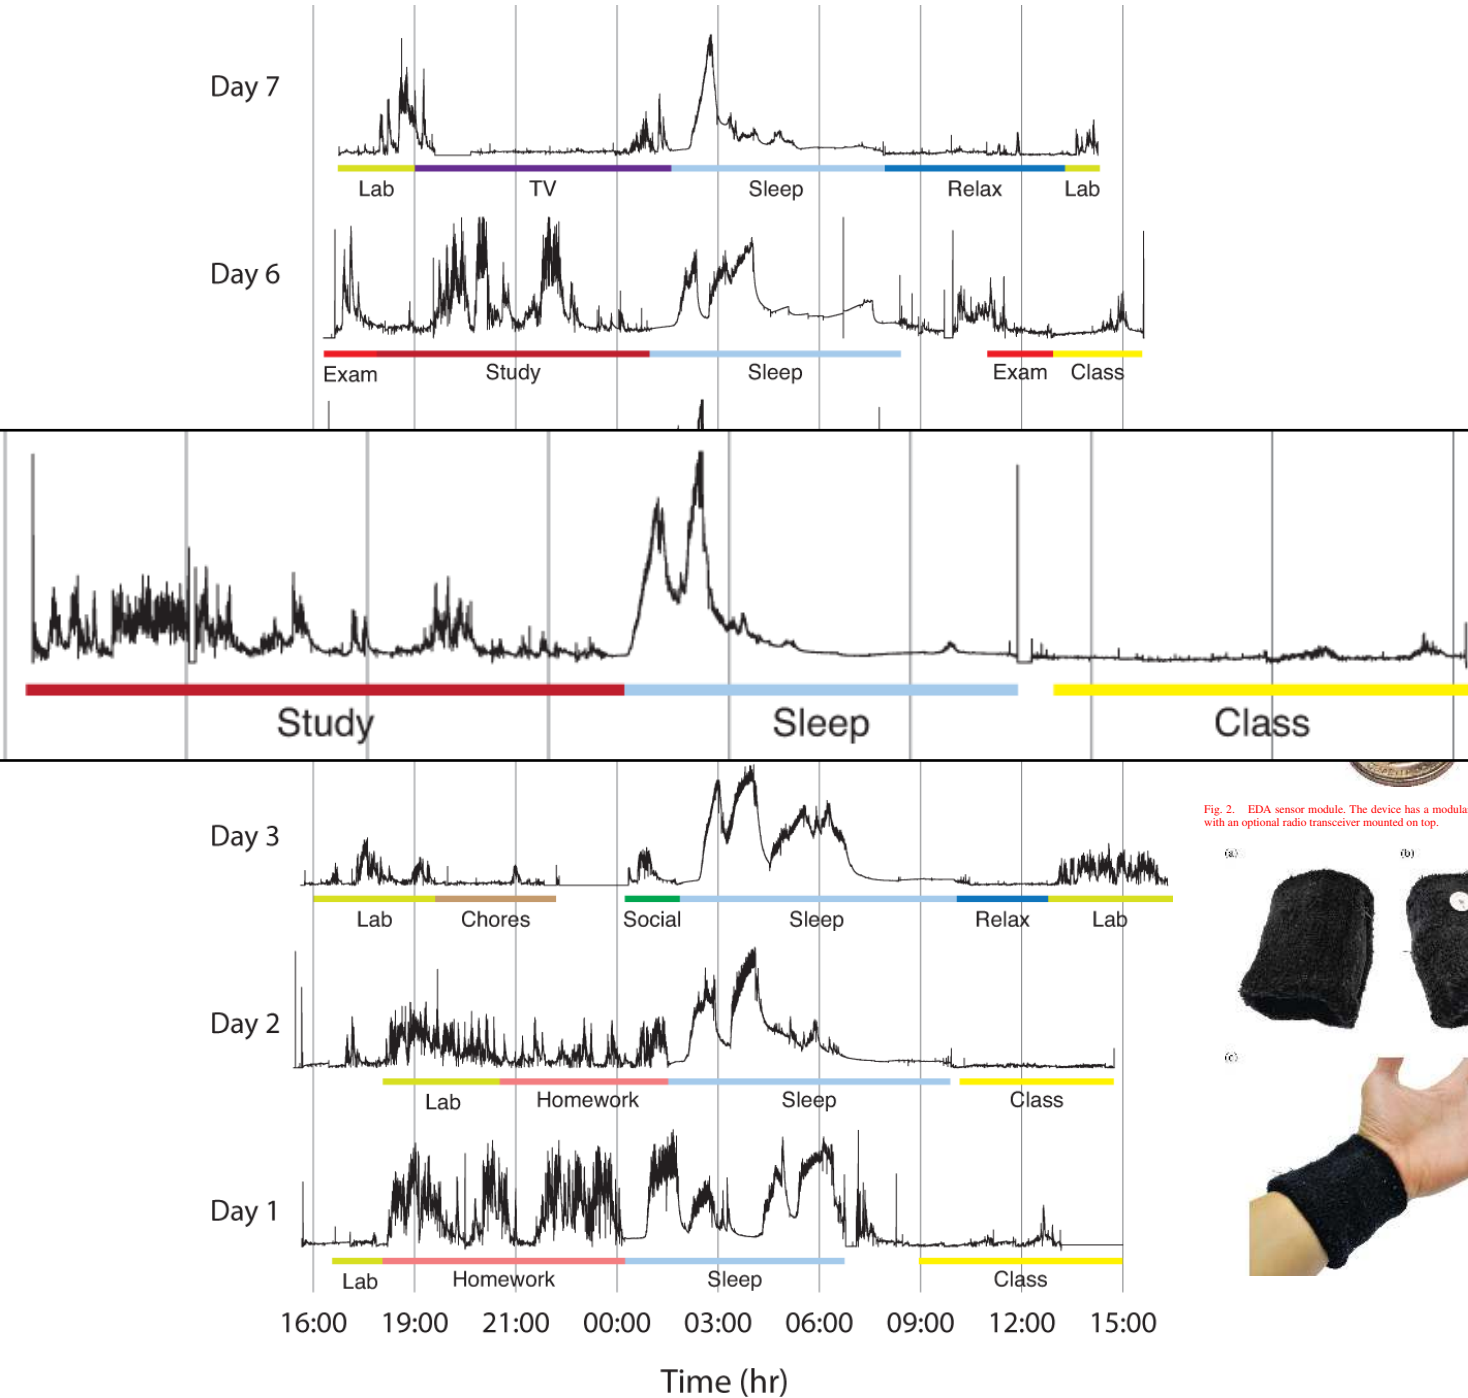 Day 7
Lab TV Sleep Relax Lab
Day 6
Exam Study Sleep Exam Class
Study Sleep Class
Fig. 2. EDA sensor module. The device has a modula
with an optional radio transceiver mounted on top.
(a) (b)
Day 3
Lab Chores Social Sleep Relax Lab
Day 2
(c)
Lab Homework Sleep Class
Day 1
Lab Homework Sleep Class
16:00 19:00 21:00 00:00 03:00 06:00 09:00 12:00 15:00
Time (hr)